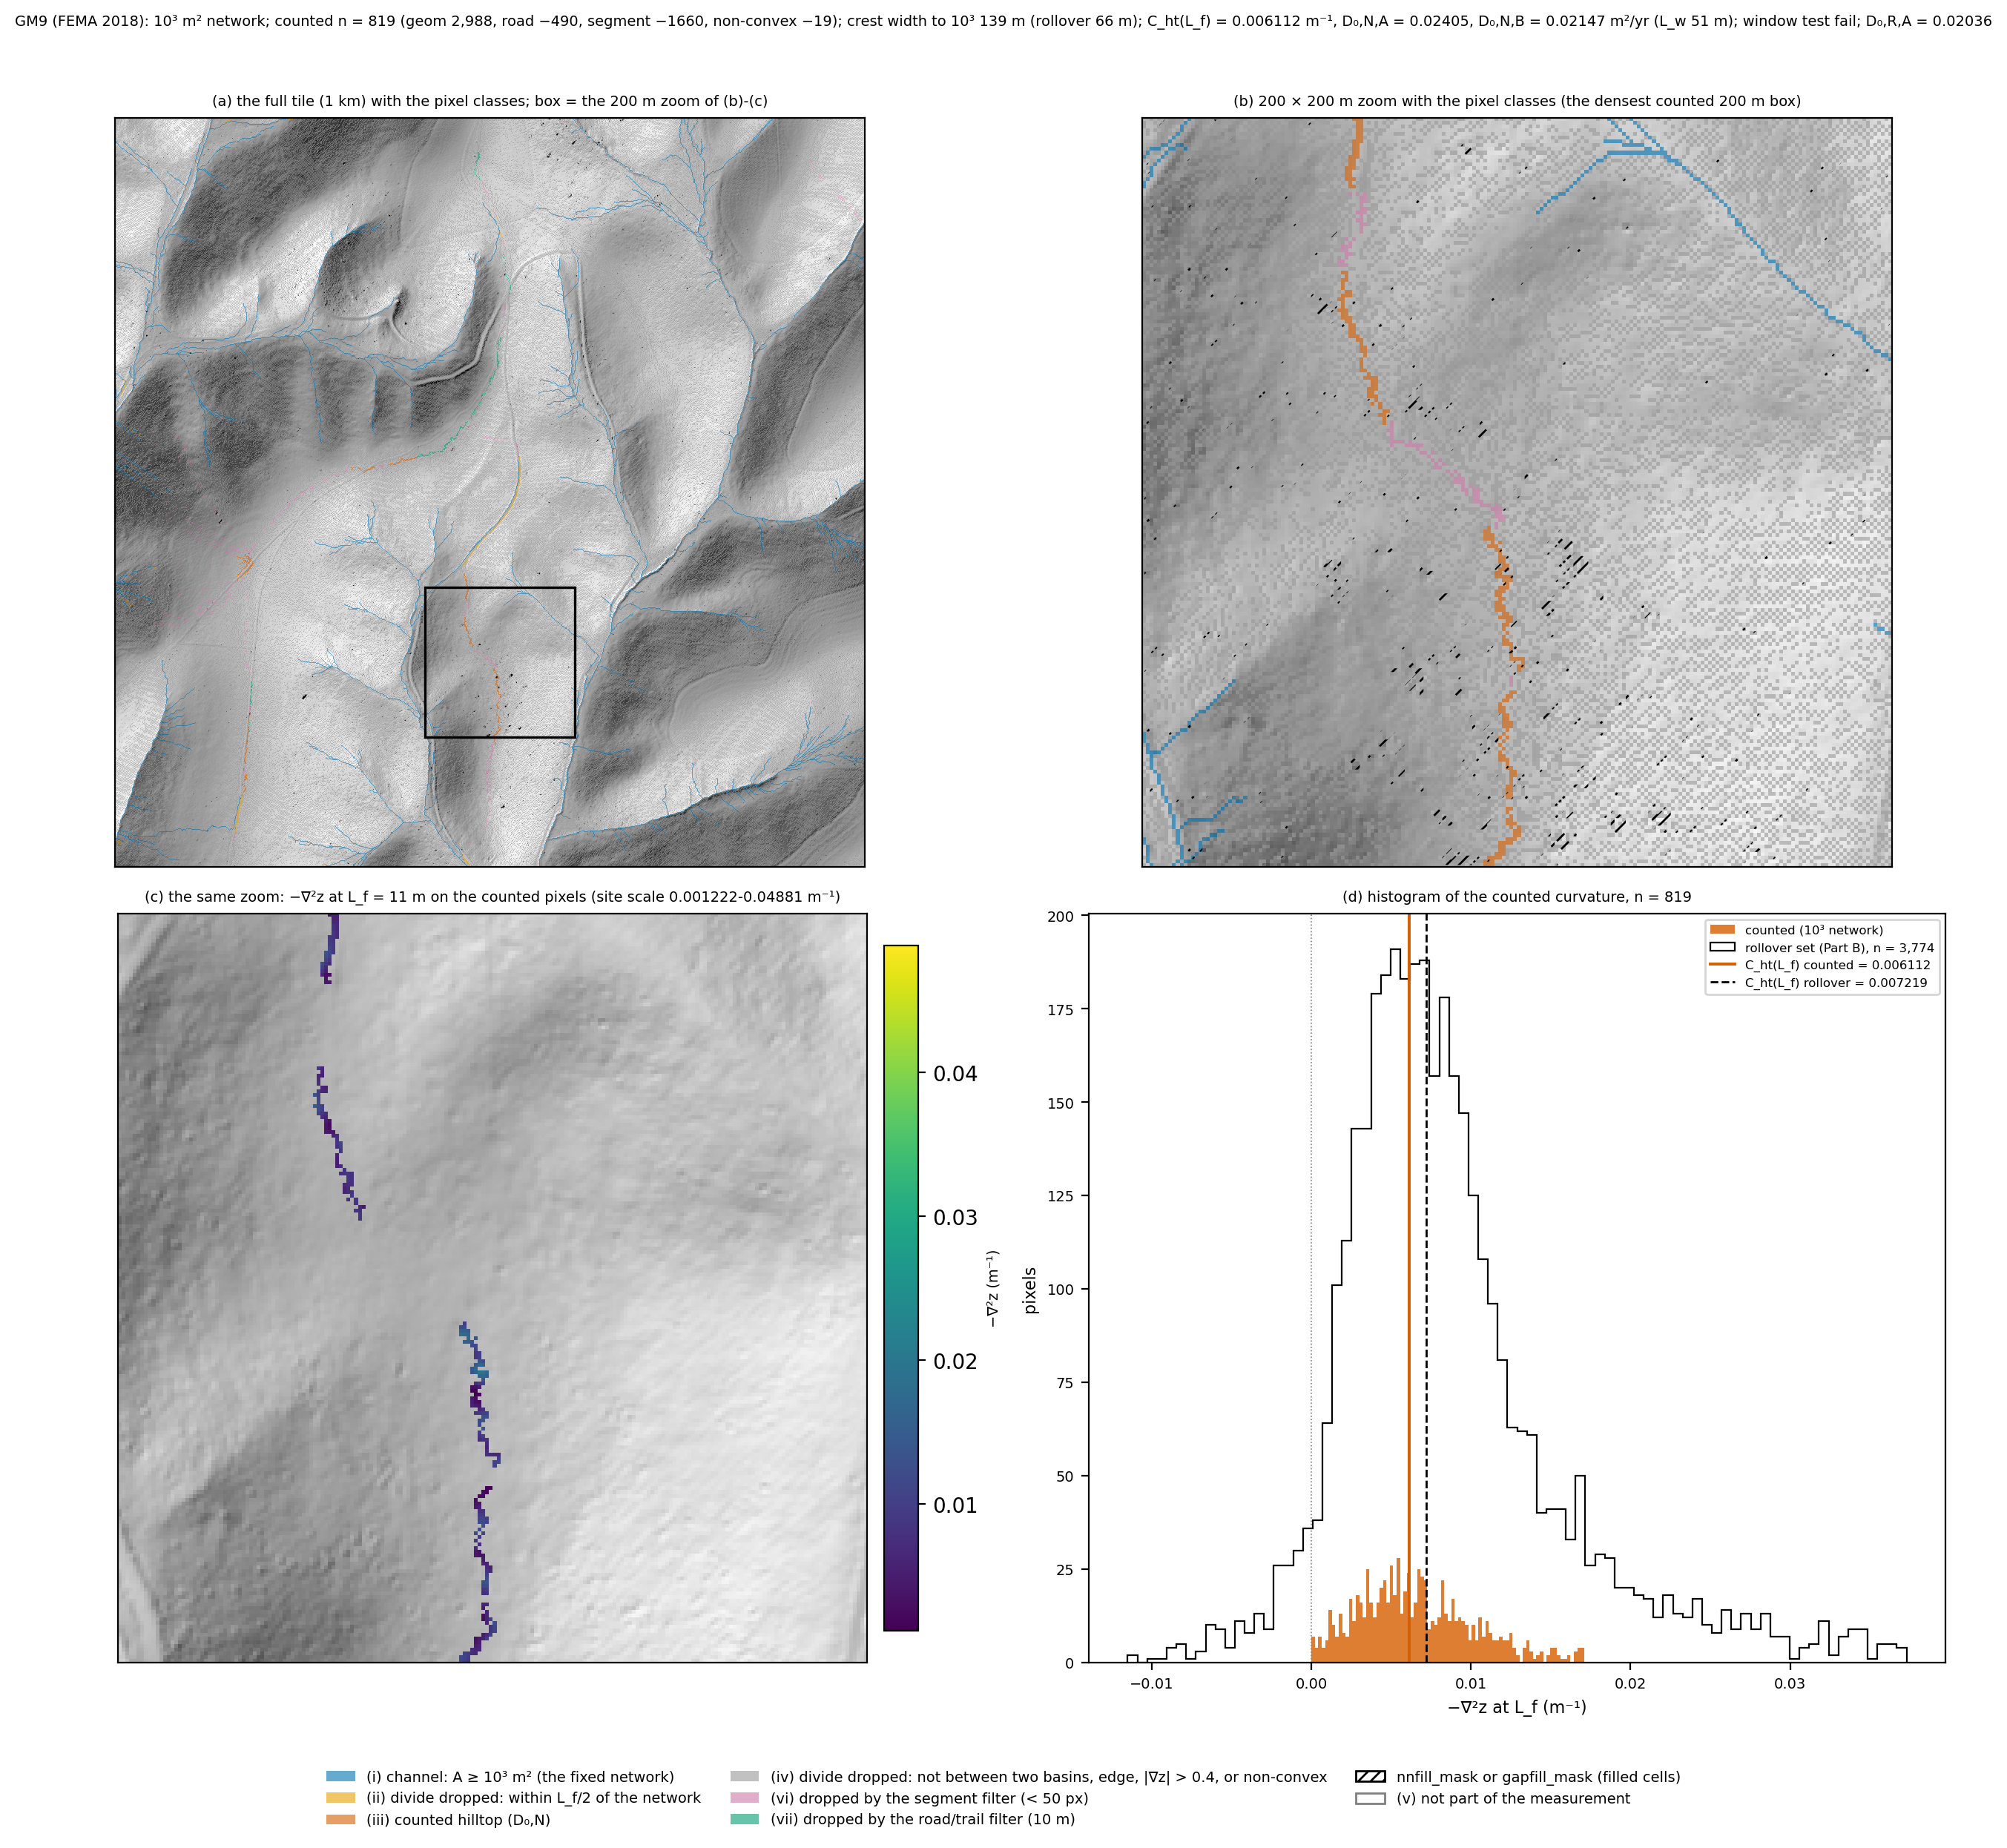 GM9 (FEMA 2018): 10³ m² network; counted n = 819 (geom 2,988, road −490, segment −1660, non-convex −19); crest width to 10³ 139 m (rollover 66 m); C_ht(L_f) = 0.006112 m⁻¹, D₀,N,A = 0.02405, D₀,N,B = 0.02147 m²/yr (L_w 51 m); window test fail; D₀,R,A = 0.02036
(a) the full tile (1 km) with the pixel classes; box = the 200 m zoom of (b)-(c)
(b) 200 × 200 m zoom with the pixel classes (the densest counted 200 m box)
(c) the same zoom: −∇²z at L_f = 11 m on the counted pixels (site scale 0.001222-0.04881 m⁻¹)
0.04
0.03
0.02
0.01
−∇²z (m⁻¹)
(d) histogram of the counted curvature, n = 819
counted (10³ network)
rollover set (Part B), n = 3,774
C_ht(L_f) counted = 0.006112
C_ht(L_f) rollover = 0.007219
200
175
150
125
100
75
50
25
0
pixels
−0.01
0.00
0.01
0.02
0.03
−∇²z at L_f (m⁻¹)
(i) channel: A ≥ 10³ m² (the fixed network)
(ii) divide dropped: within L_f/2 of the network
(iii) counted hilltop (D₀,N)
(iv) divide dropped: not between two basins, edge, |∇z| > 0.4, or non-convex
(vi) dropped by the segment filter (< 50 px)
(vii) dropped by the road/trail filter (10 m)
nnfill_mask or gapfill_mask (filled cells)
(v) not part of the measurement